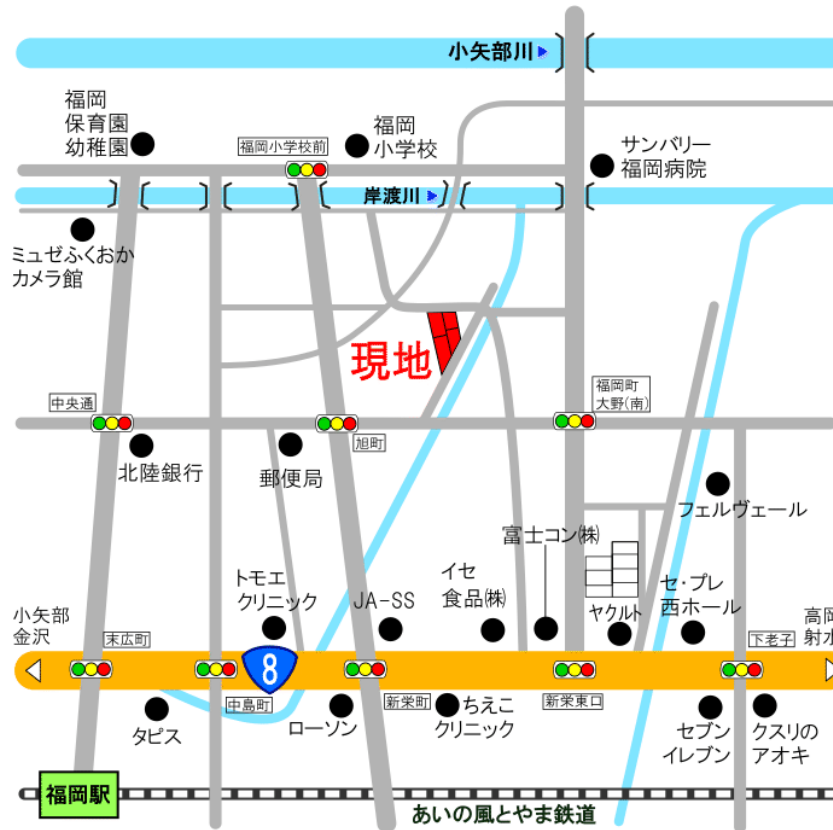 小矢部川
福岡
保育園
幼稚園
福岡小学校前
福岡
小学校
サンバリー
福岡病院
岸渡川
ミュゼふくおか
カメラ館
現地
中央通
福岡町
大野(南)
旭町
北陸銀行
郵便局
フェルヴェール
富士コン㈱
トモエ
クリニック
JA-SS
イセ
食品㈱
ヤクルト
セ・プレ
西ホール
小矢部
金沢
高岡
射水
末広町
8
中島町
新栄町
新栄東口
下老子
タピス
ローソン
ちえこ
クリニック
セブン
イレブン
クスリの
アオキ
福岡駅
あいの風とやま鉄道